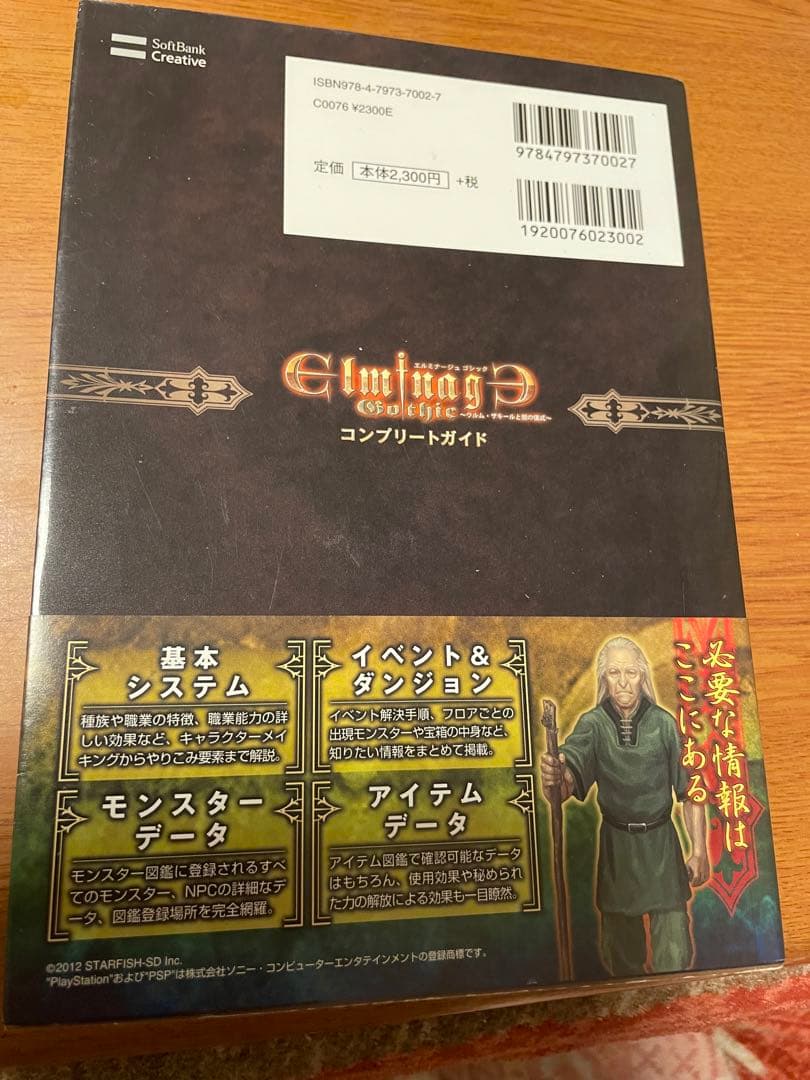 SoftBank
Creative
ISBN978-4-7973-7002-7
C0076 ¥2300E
定価 本体2,300円 +税
9784797370027
1920076023002
エルミナージュ ゴシック
Elminage
Gothic
～ウルム・ザキールと闇の儀式～
コンプリートガイド
基本
システム
種族や職業の特徴、職業能力の詳
しい効果など、キャラクターメイ
キングからやりこみ要素まで解説。
イベント&
ダンジョン
イベント解決手順、フロアごとの
出現モンスターや宝箱の中身など、
知りたい情報をまとめて掲載。
モンスター
データ
モンスター図鑑に登録されるすべ
てのモンスター、NPCの詳細なデ
ータ、図鑑登録場所を完全網羅。
アイテム
データ
アイテム図鑑で確認可能なデータ
はもちろん、使用効果や秘められ
た力の解放による効果も一目瞭然。
必要な情報は
ここにある
©2012 STARFISH-SD Inc.
"PlayStation"および"PSP"は株式会社ソニー・コンピュータエンタテインメントの登録商標です。